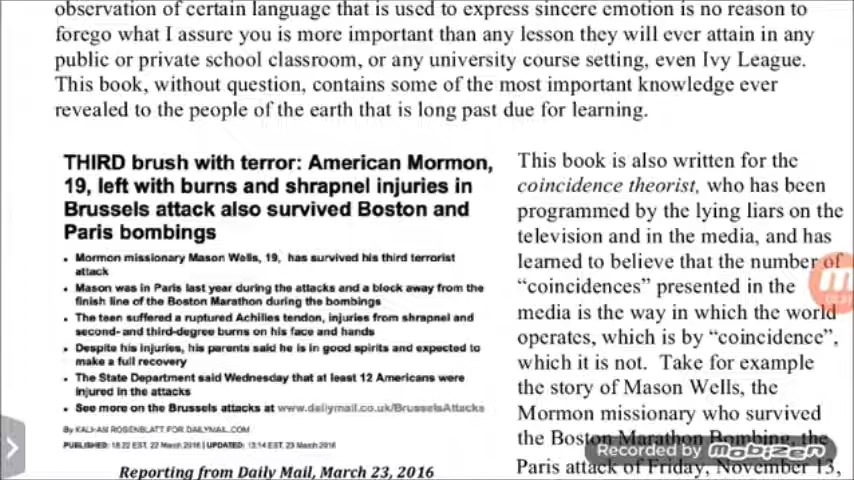 observation of certain language that is used to express sincere emotion is no reason to
forego what I assure you is more important than any lesson they will ever attain in any
public or private school classroom, or any university course setting, even Ivy League.
This book, without question, contains some of the most important knowledge ever
revealed to the people of the earth that is long past due for learning.
THIRD brush with terror: American Mormon,
19, left with burns and shrapnel injuries in
Brussels attack also survived Boston and
Paris bombings
• Mormon missionary Mason Wells, 19, has survived his third terrorist
attack
• Mason was in Paris last year during the attacks and a block away from the
finish line of the Boston Marathon during the bombings
• The teen suffered a ruptured Achilles tendon, injuries from shrapnel and
second- and third-degree burns on his face and hands
• Despite his injuries, his parents said he is in good spirits and expected to
make a full recovery
• The State Department said Wednesday that at least 12 Americans were
injured in the attacks
• See more on the Brussels attacks at www.dailymail.co.uk/BrusselsAttacks
By KALHAN ROSENBLATT FOR DAILYMAIL.COM
PUBLISHED: 18:22 EST, 22 March 2016 | UPDATED: 13:14 EST, 23 March 2016
Reporting from Daily Mail, March 23, 2016
This book is also written for the
coincidence theorist, who has been
programmed by the lying liars on the
television and in the media, and has
learned to believe that the number of
“coincidences” presented in the
media is the way in which the world
operates, which is by “coincidence”,
which it is not. Take for example
the story of Mason Wells, the
Mormon missionary who survived
the Boston Marathon Bombing, the
Paris attack of Friday, November 13,
Recorded by
mobizen